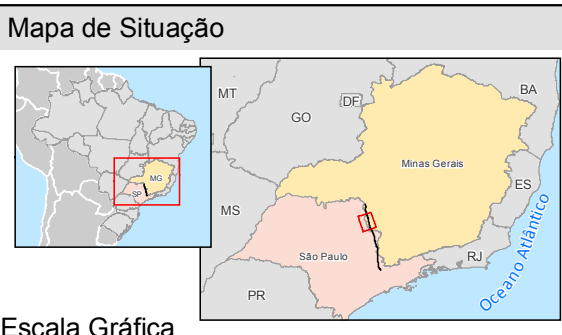 Mapa de Situação
MG
SP
MT
GO
DF
BA
Minas Gerais
ES
MS
São Paulo
RJ
PR
Oceano Atlântico
Escala Gráfica